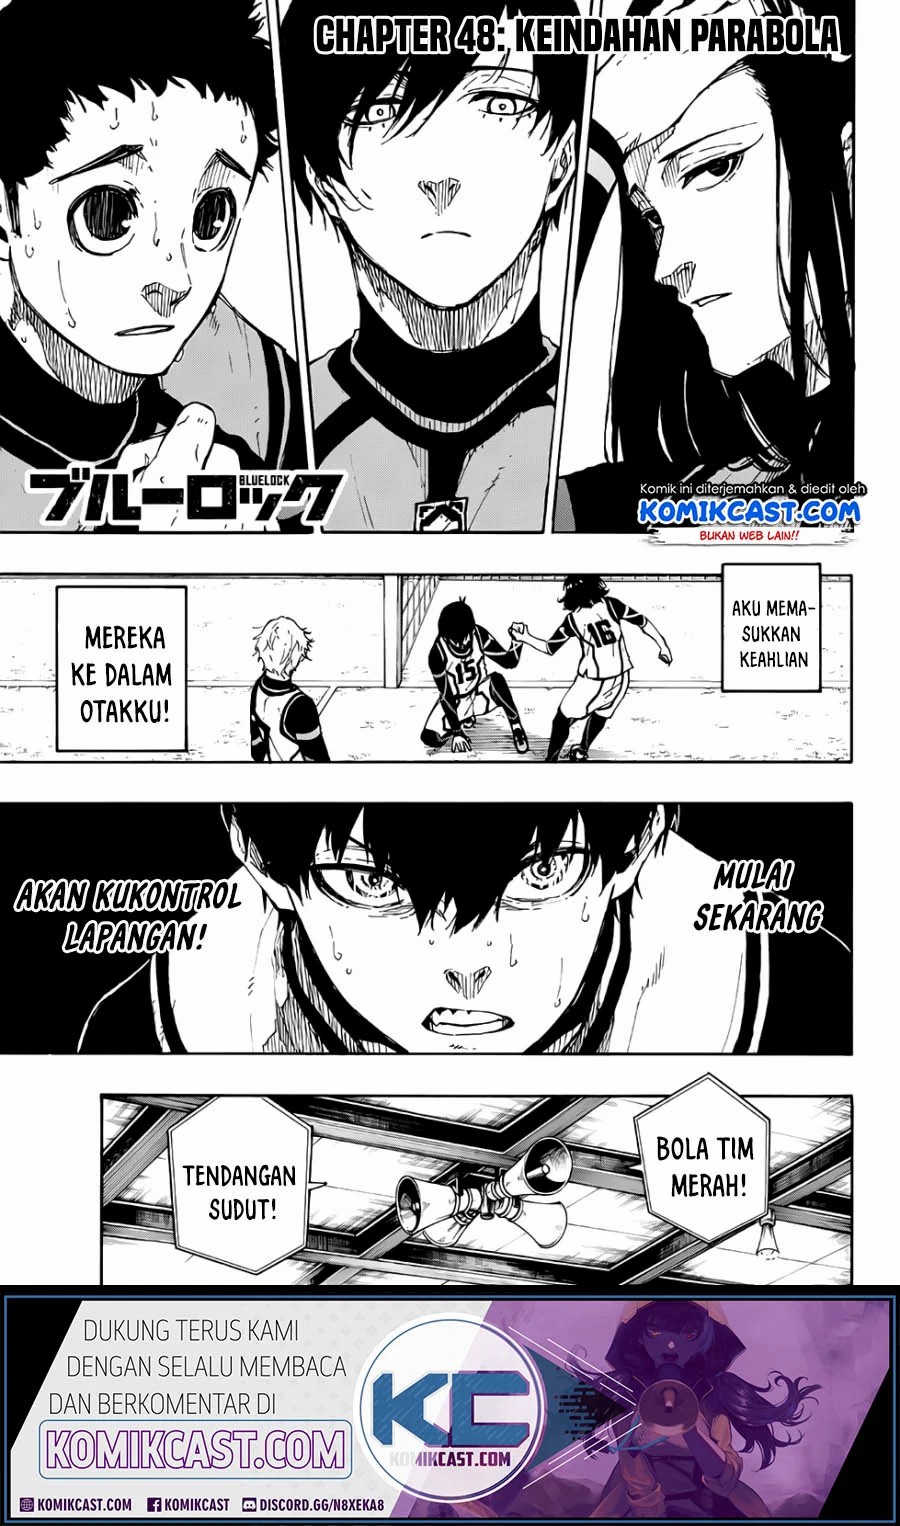 CHAPTER 48: KEINDAHAN PARABOLA
ブルーロック
BLUELOCK
Komik ini diterjemahkan & diedit oleh
KOMIKCAST.COM
BUKAN WEB LAIN!!
AKU MEMA-
SUKKAN
KEAHLIAN
16
15
MEREKA
KE DALAM
OTAKKU!
MULAI
SEKARANG
AKAN KUKONTROL
LAPANGAN!
BOLA TIM
MERAH!
TENDANGAN
SUDUT!
DUKUNG TERUS KAMI
DENGAN SELALU MEMBACA
DAN BERKOMENTAR DI
KOMIKCAST.COM
KC
KOMIKCAST.COM
KOMIKCAST.COM
KOMIKCAST
DISCORD.GG/N8XEKA8